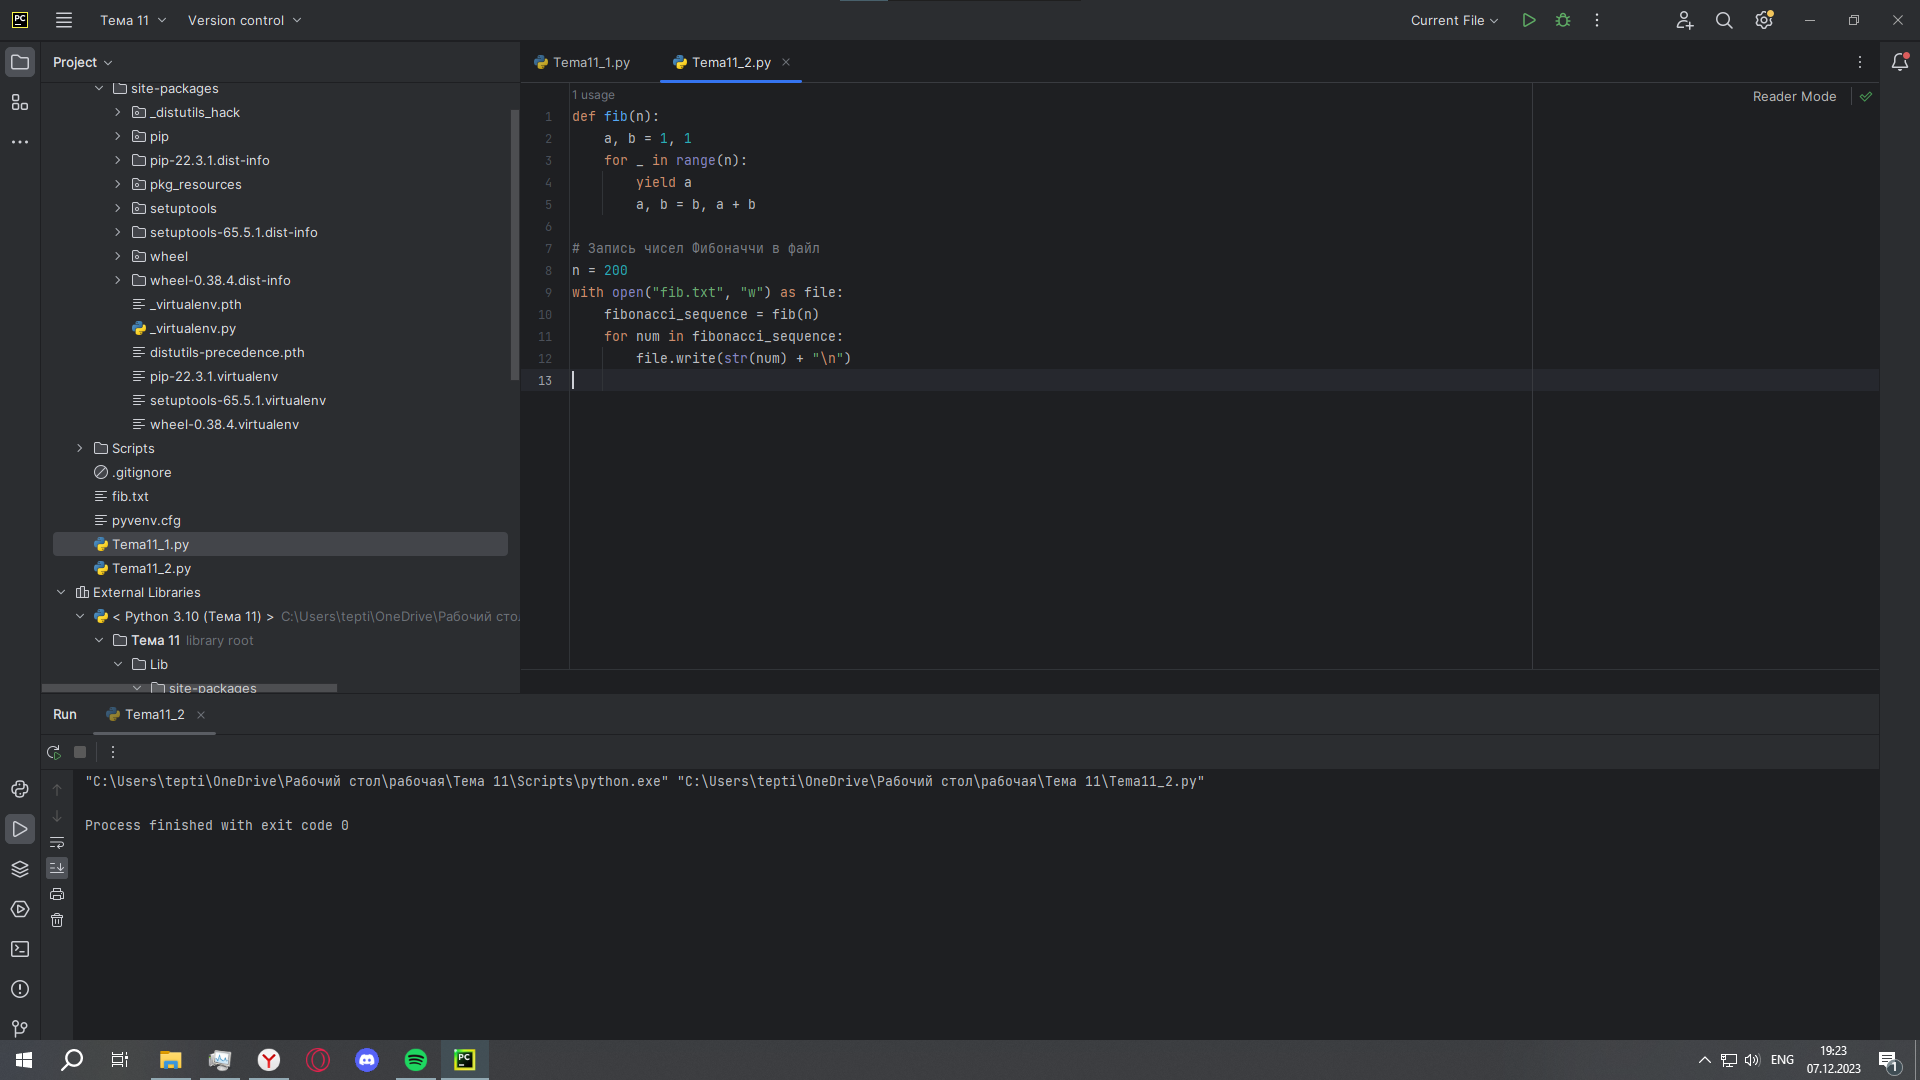 PC
Тема 11
Version control
Current File
Project
site-packages
_distutils_hack
pip
pip-22.3.1.dist-info
pkg_resources
setuptools
setuptools-65.5.1.dist-info
wheel
wheel-0.38.4.dist-info
_virtualenv.pth
_virtualenv.py
distutils-precedence.pth
pip-22.3.1.virtualenv
setuptools-65.5.1.virtualenv
wheel-0.38.4.virtualenv
Scripts
.gitignore
fib.txt
pyvenv.cfg
Tema11_1.py
Tema11_2.py
External Libraries
< Python 3.10 (Тема 11) > C:\Users\tepti\OneDrive\Рабочий сто
Тема 11 library root
Lib
site-packages
Tema11_1.py
Tema11_2.py
Reader Mode
1 usage
1 def fib(n):
2 a, b = 1, 1
3 for _ in range(n):
4 yield a
5 a, b = b, a + b
6
7 # Запись чисел Фибоначчи в файл
8 n = 200
9 with open("fib.txt", "w") as file:
10 fibonacci_sequence = fib(n)
11 for num in fibonacci_sequence:
12 file.write(str(num) + "\n")
13
Run
Tema11_2
"C:\Users\tepti\OneDrive\Рабочий стол\рабочая\Тема 11\Scripts\python.exe" "C:\Users\tepti\OneDrive\Рабочий стол\рабочая\Тема 11\Tema11_2.py"
Process finished with exit code 0
PC
ENG
19:23
07.12.2023
1